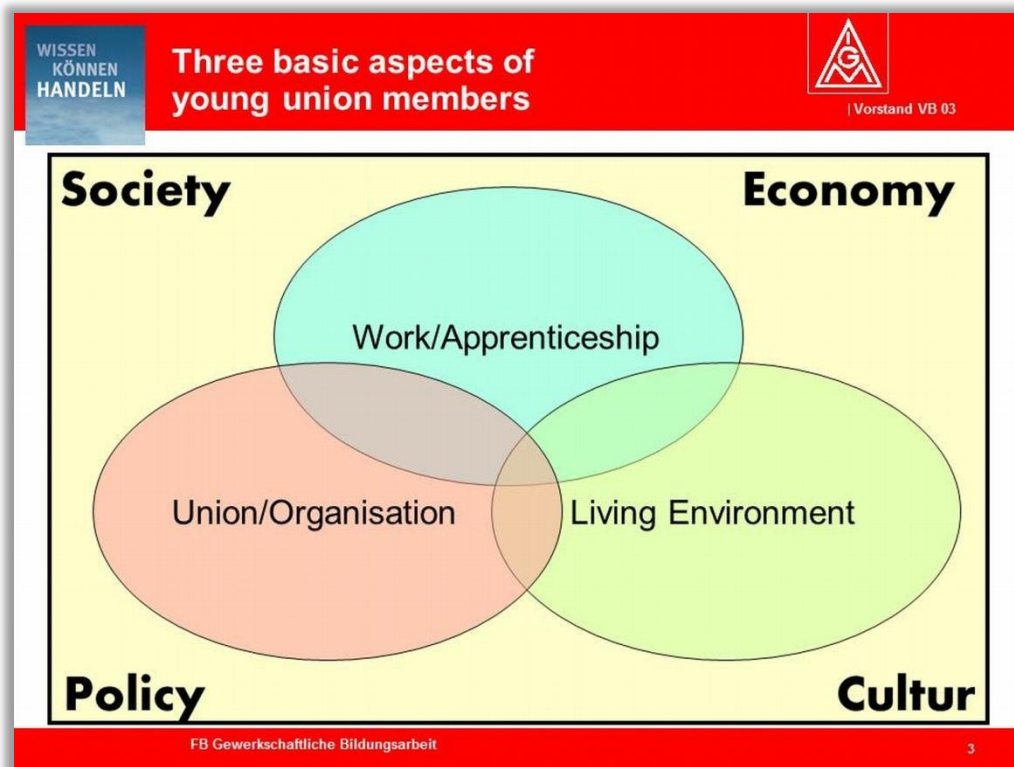 WISSEN
KÖNNEN
HANDELN
Three basic aspects of
young union members
IGM
| Vorstand VB 03
Society
Economy
Work/Apprenticeship
Union/Organisation
Living Environment
Policy
Cultur
FB Gewerkschaftliche Bildungsarbeit
3